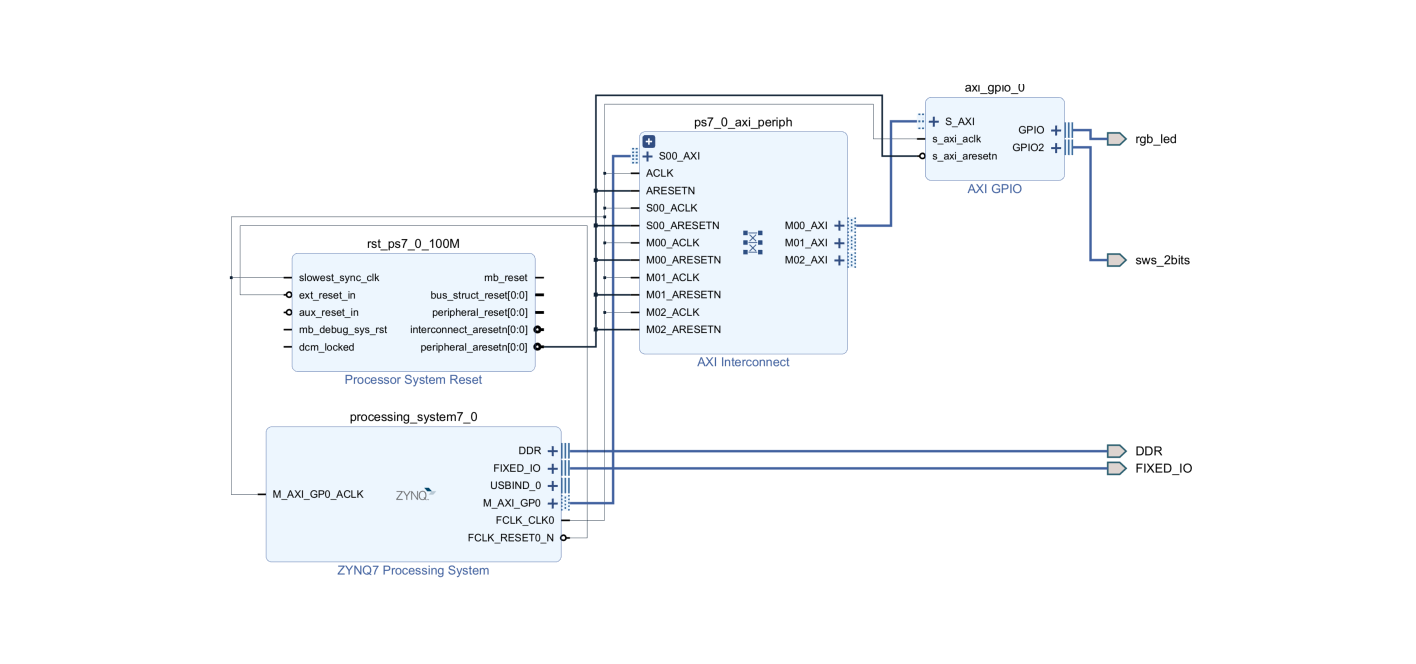 axi_gpio_0
S_AXI
s_axi_aclk
s_axi_aresetn
GPIO
GPIO2
AXI GPIO
rgb_led
sws_2bits
ps7_0_axi_periph
S00_AXI
ACLK
ARESETN
S00_ACLK
S00_ARESETN
M00_ACLK
M00_ARESETN
M01_ACLK
M01_ARESETN
M02_ACLK
M02_ARESETN
M00_AXI
M01_AXI
M02_AXI
AXI Interconnect
rst_ps7_0_100M
slowest_sync_clk
ext_reset_in
aux_reset_in
mb_debug_sys_rst
dcm_locked
mb_reset
bus_struct_reset[0:0]
peripheral_reset[0:0]
interconnect_aresetn[0:0]
peripheral_aresetn[0:0]
Processor System Reset
processing_system7_0
M_AXI_GP0_ACLK
ZYNQ
DDR
FIXED_IO
USBIND_0
M_AXI_GP0
FCLK_CLK0
FCLK_RESET0_N
ZYNQ7 Processing System
DDR
FIXED_IO